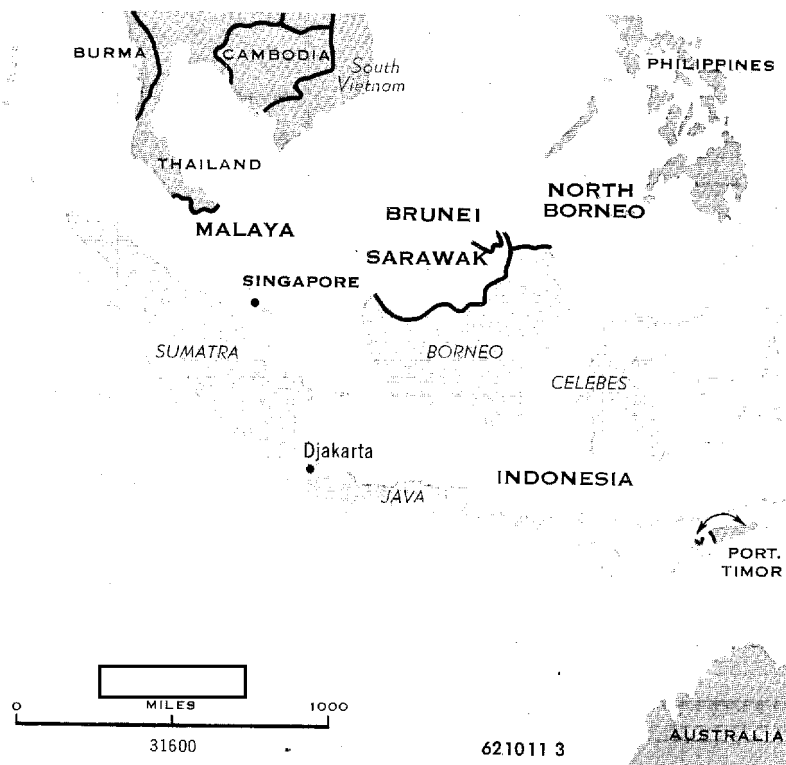 BURMA
CAMBODIA
South
Vietnam
PHILIPPINES
THAILAND
MALAYA
BRUNEI
NORTH
BORNEO
SARAWAK
SINGAPORE
SUMATRA
BORNEO
CELEBES
Djakarta
INDONESIA
JAVA
PORT.
TIMOR
MILES
0 1000
31600
621011 3
AUSTRALIA